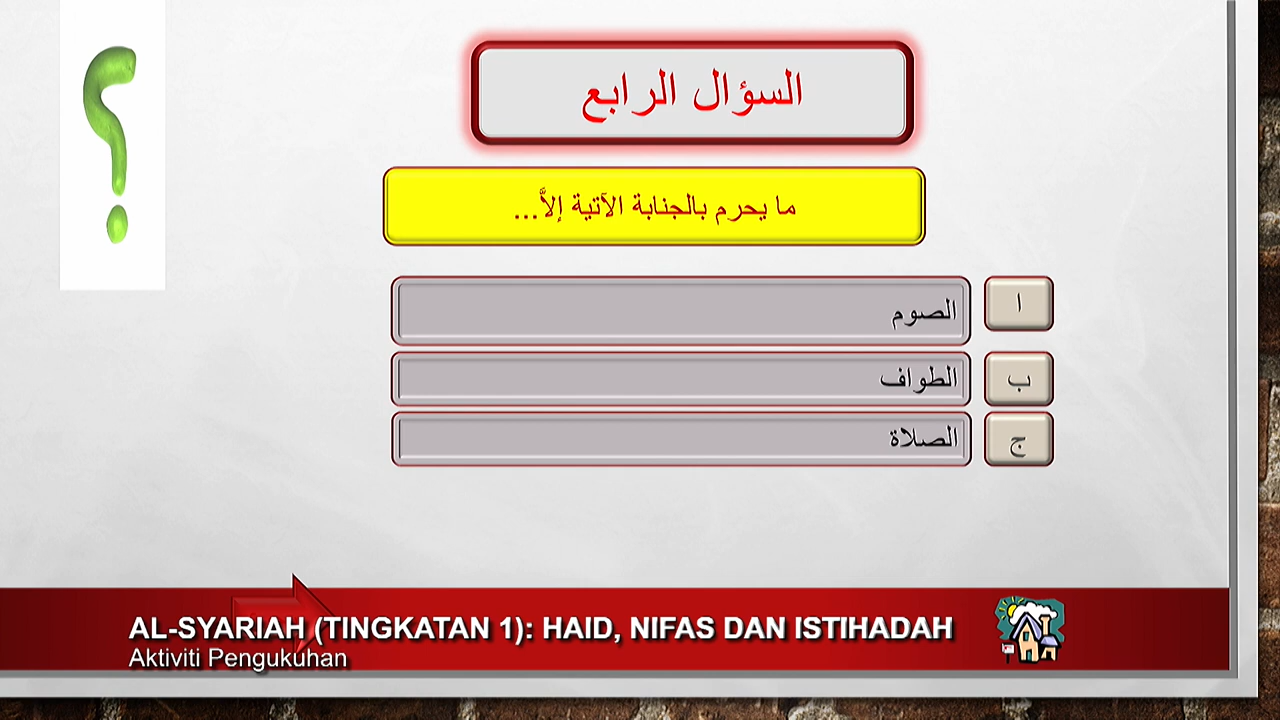 ؟
السؤال الرابع
ما يحرم بالجنابة الآتية إلاَّ...
ا
الصوم
ب
الطواف
ج
الصلاة
AL-SYARIAH (TINGKATAN 1): HAID, NIFAS DAN ISTIHADAH
Aktiviti Pengukuhan